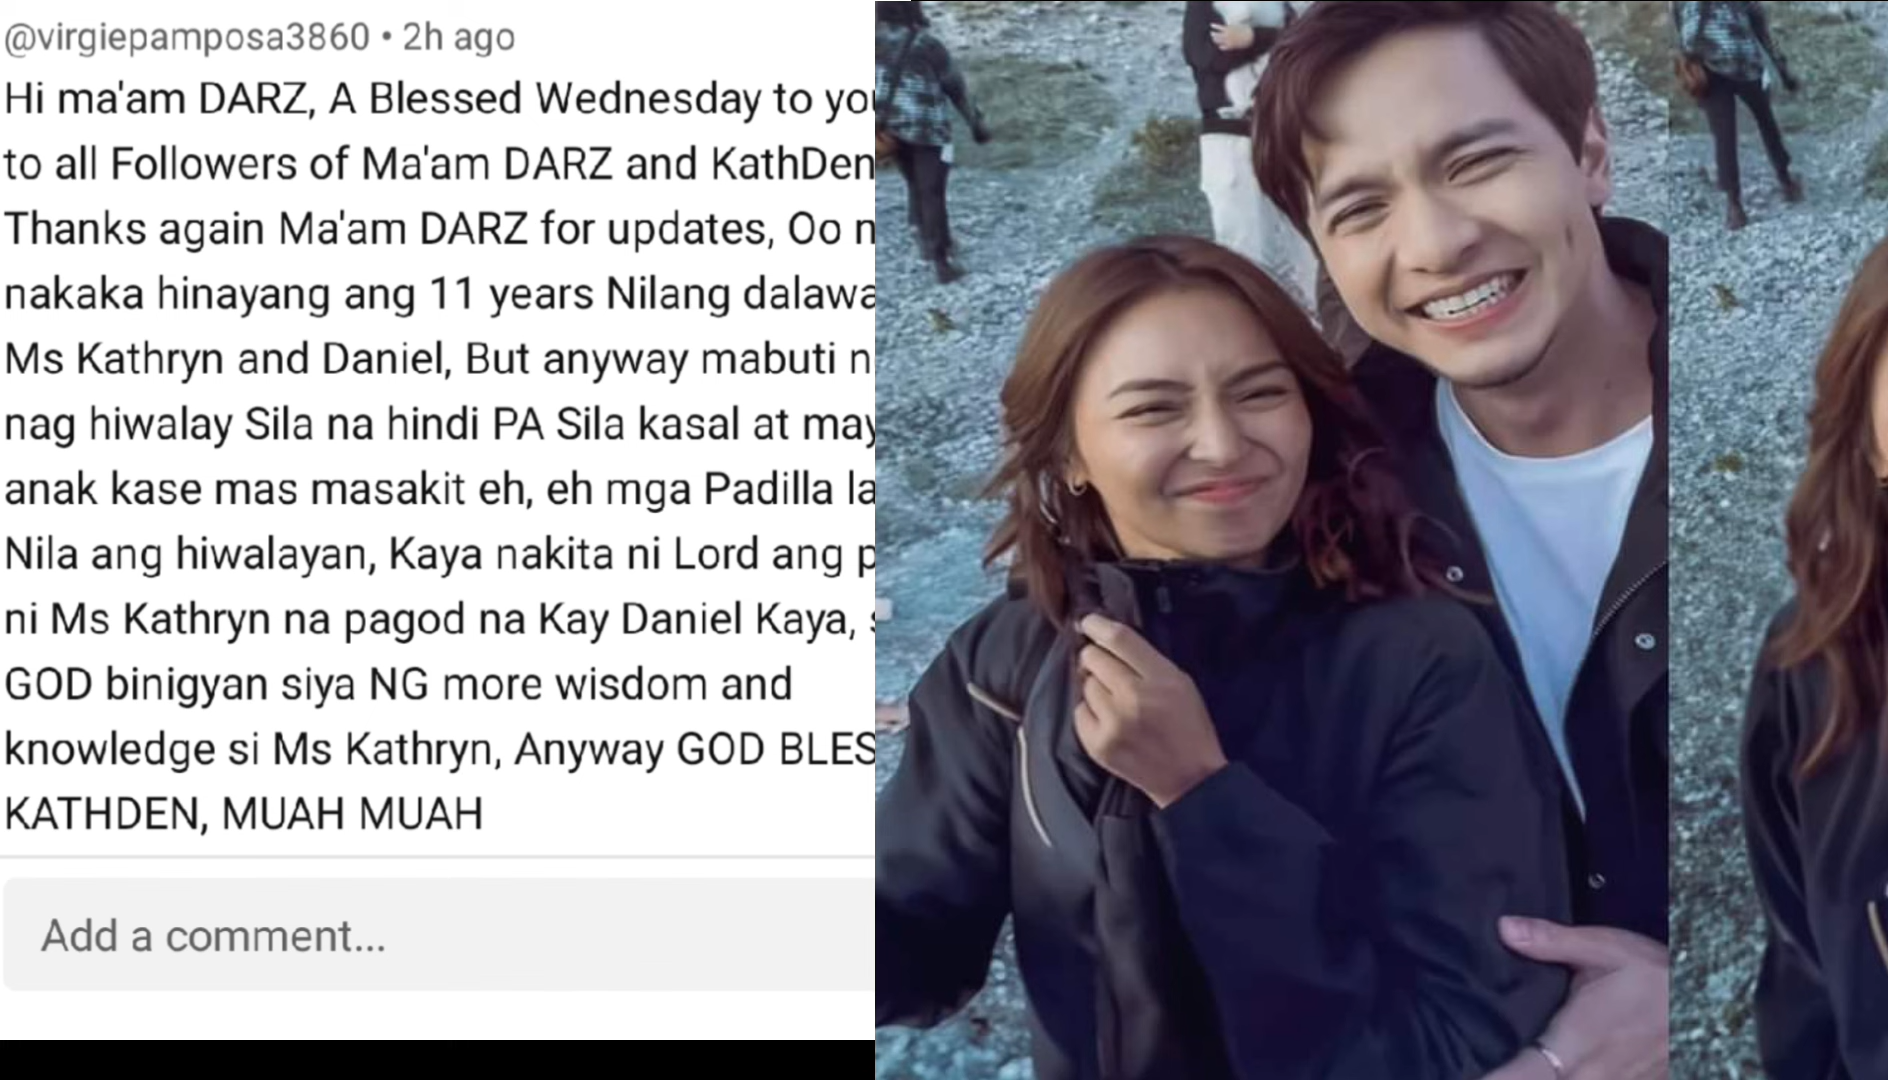 @virgiepamposa3860 • 2h ago
Hi ma'am DARZ, A Blessed Wednesday to
to all Followers of Ma'am DARZ and KathDen
Thanks again Ma'am DARZ for updates, Oo
nakaka hinayang ang 11 years Nilang dalawa
Ms Kathryn and Daniel, But anyway mabuti
nag hiwalay Sila na hindi PA Sila kasal at may
anak kase mas masakit eh, eh mga Padilla
Nila ang hiwalayan, Kaya nakita ni Lord ang
ni Ms Kathryn na pagod na Kay Daniel Kaya,
GOD binigyan siya NG more wisdom and
knowledge si Ms Kathryn, Anyway GOD
KATHDEN, MUAH MUAH
Add a comment...